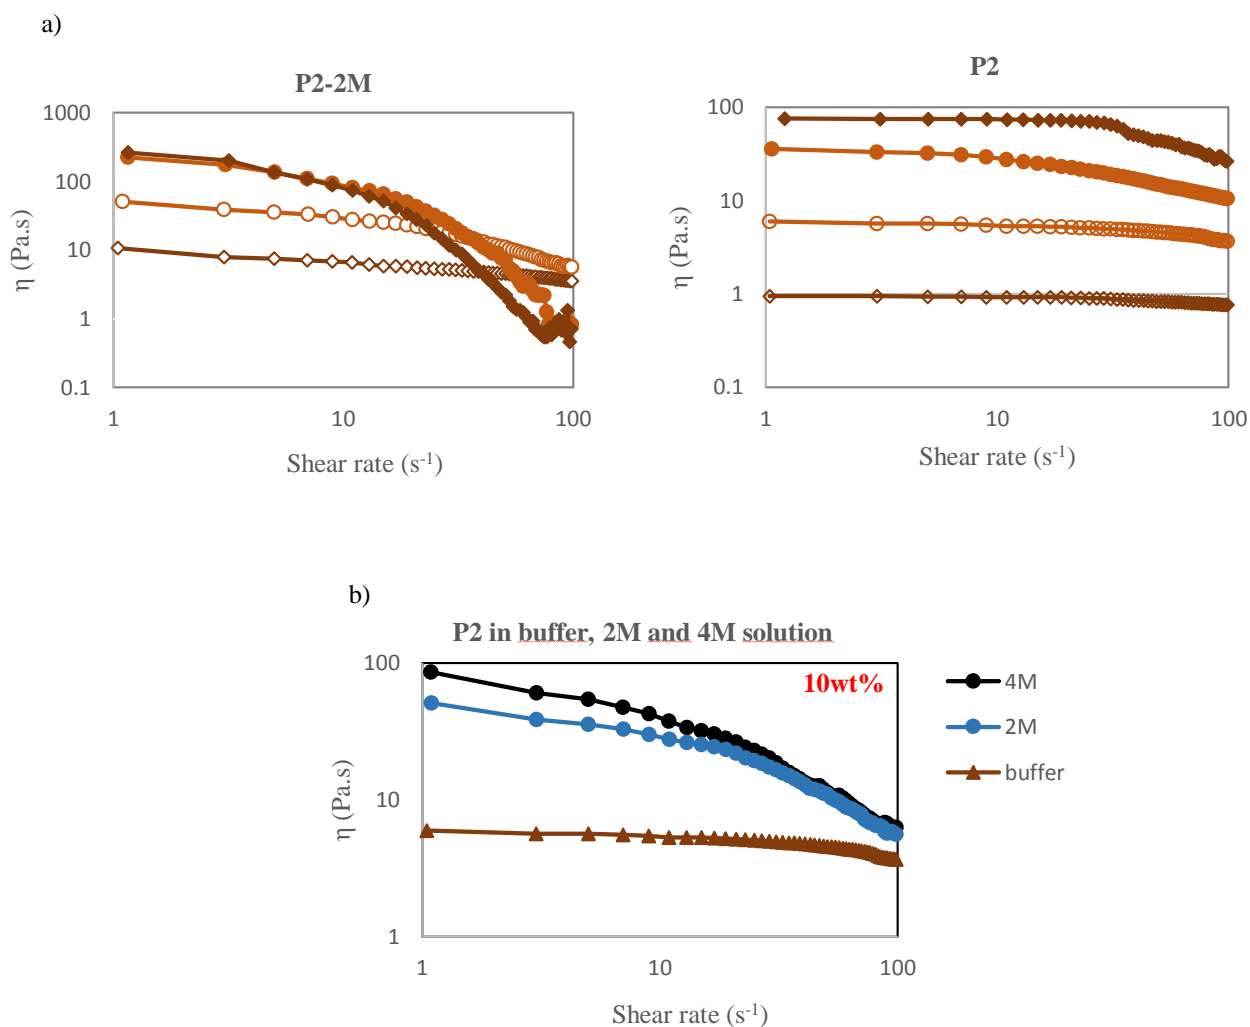 a)
P2-2M
1000
100
10
1
0.1
η (Pa.s)
1
10
100
Shear rate (s⁻¹)
P2
100
10
1
0.1
η (Pa.s)
1
10
100
Shear rate (s⁻¹)
b)
P2 in buffer, 2M and 4M solution
10wt%
100
10
1
η (Pa.s)
1
10
100
Shear rate (s⁻¹)
4M
2M
buffer